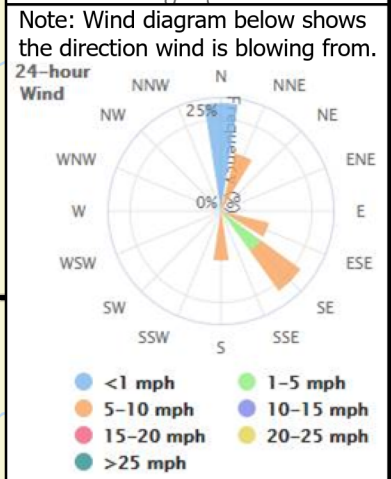 Note: Wind diagram below shows
the direction wind is blowing from.
24-hour
Wind
N
NNW
NNE
NW
NE
25%
Frequency (%)
WNW
ENE
0%
W
E
WSW
ESE
SW
SE
SSW
SSE
S
<1 mph
1-5 mph
5-10 mph
10-15 mph
15-20 mph
20-25 mph
>25 mph